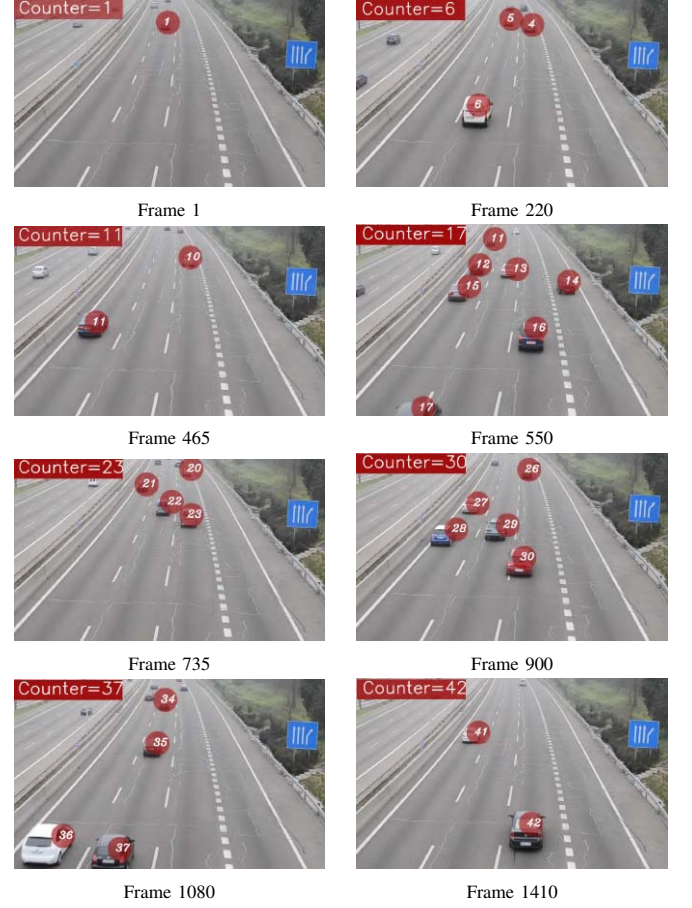 Counter=1
1
Frame 1
Counter=6
5 4
6
Frame 220
Counter=11
10
11
Frame 465
Counter=17
11
12 13
14
15
16
17
Frame 550
Counter=23
20
21
22
23
Frame 735
Counter=30
26
27
28 29
30
Frame 900
Counter=37
34
35
36
37
Frame 1080
Counter=42
41
42
Frame 1410